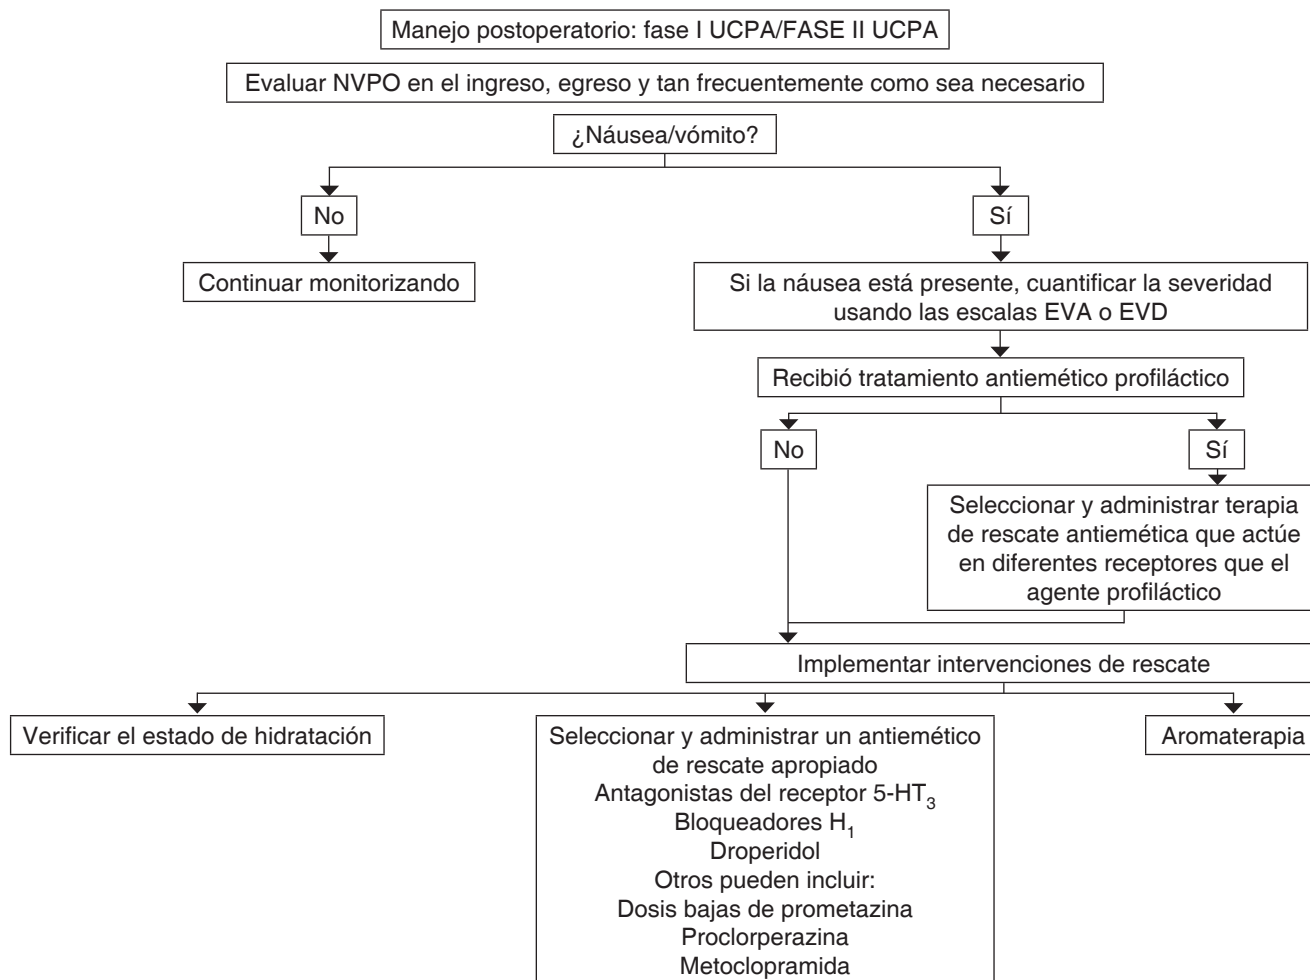 Manejo postoperatorio: fase I UCPA/FASE II UCPA
Evaluar NVPO en el ingreso, egreso y tan frecuentemente como sea necesario
¿Náusea/vómito?
No
Sí
Continuar monitorizando
Si la náusea está presente, cuantificar la severidad
usando las escalas EVA o EVD
Recibió tratamiento antiemético profiláctico
No
Sí
Seleccionar y administrar terapia
de rescate antiemética que actúe
en diferentes receptores que el
agente profiláctico
Implementar intervenciones de rescate
Verificar el estado de hidratación
Seleccionar y administrar un antiemético
de rescate apropiado
Antagonistas del receptor 5-HT₃
Bloqueadores H₁
Droperidol
Otros pueden incluir:
Dosis bajas de prometazina
Proclorperazina
Metoclopramida
Aromaterapia